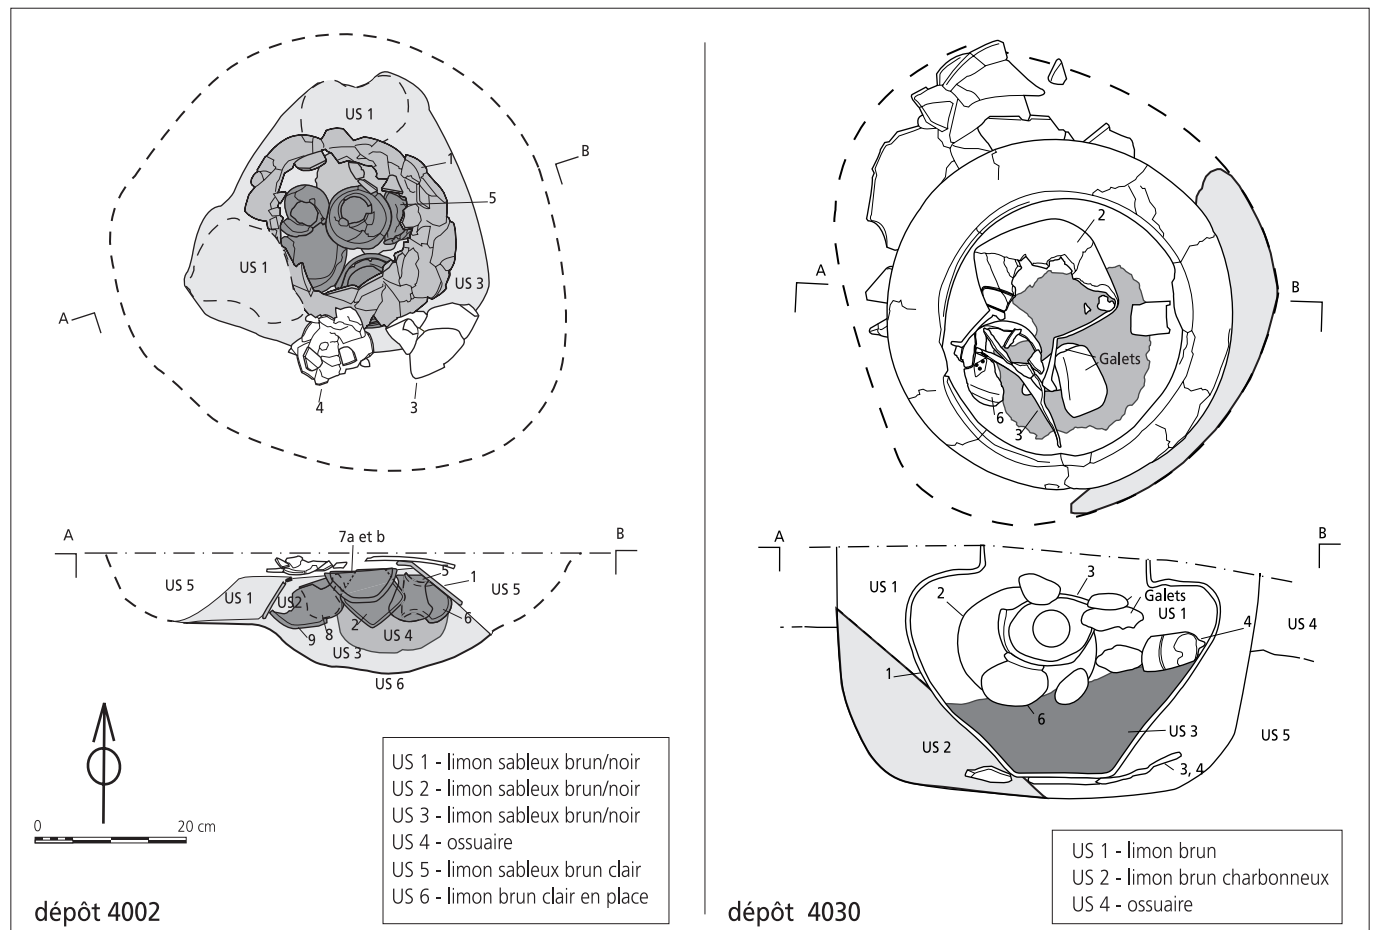 US 1
B
1
5
US 1
US 3
A
4
3
A
7a et b
B
5
1
US 5
US 1
US2
US 5
2
6
9
8
US 4
US 3
US 6
0
20 cm
US 1 - limon sableux brun/noir
US 2 - limon sableux brun/noir
US 3 - limon sableux brun/noir
US 4 - ossuaire
US 5 - limon sableux brun clair
US 6 - limon brun clair en place
dépôt 4002
2
A
B
Galets
6
3
A
B
US 1
2
3
Galets
US 1
4
US 4
1
6
US 3
US 5
US 2
3, 4
US 1 - limon brun
US 2 - limon brun charbonneux
US 4 - ossuaire
dépôt 4030